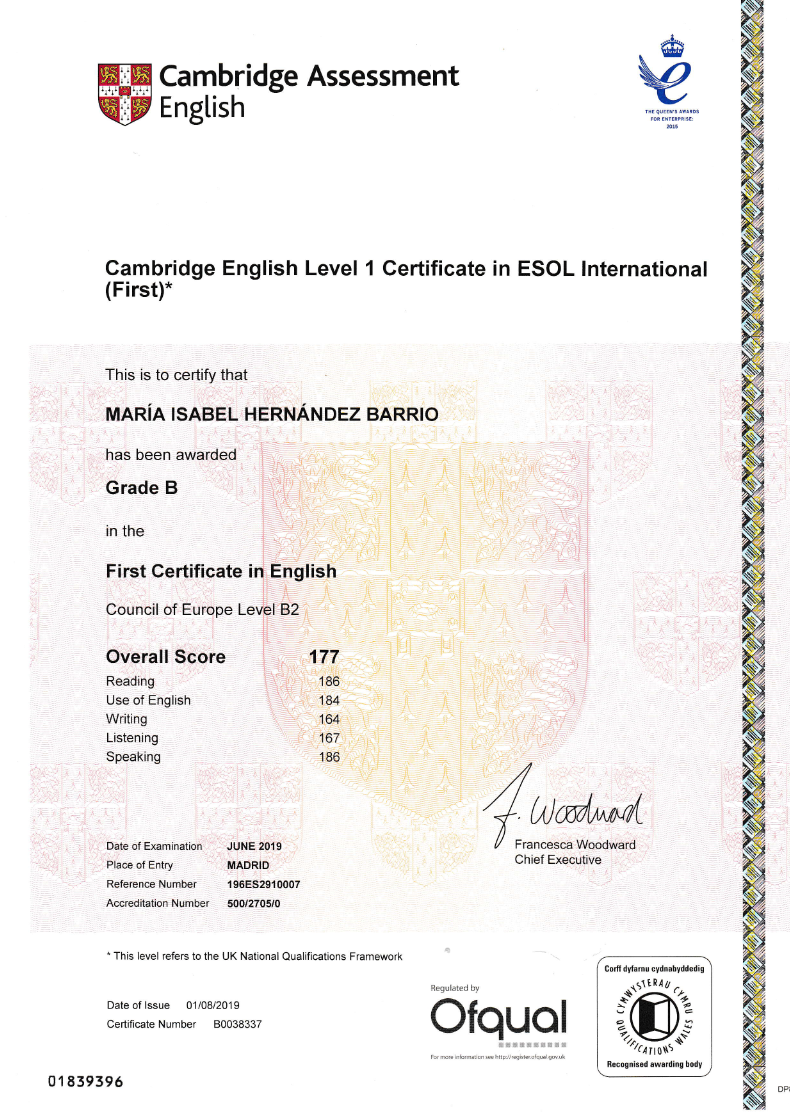 Cambridge Assessment
English
THE QUEEN'S AWARDS
FOR ENTERPRISE:
2015
Cambridge English Level 1 Certificate in ESOL International
(First)*
This is to certify that
MARÍA ISABEL HERNÁNDEZ BARRIO
has been awarded
Grade B
in the
First Certificate in English
Council of Europe Level B2
Overall Score 177
Reading 186
Use of English 184
Writing 164
Listening 167
Speaking 186
F. Woodward
Francesca Woodward
Chief Executive
Date of Examination JUNE 2019
Place of Entry MADRID
Reference Number 196ES2910007
Accreditation Number 500/2705/0
* This level refers to the UK National Qualifications Framework
Date of Issue 01/08/2019
Certificate Number B0038337
Regulated by
Ofqual
For more information see http://register.ofqual.gov.uk
Corff dyfarnu cydnabyddedig
CYMWYSTERAU CYMRU
QUALIFICATIONS WALES
Recognised awarding body
01839396